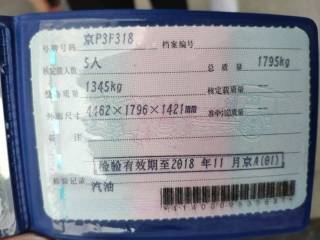 号牌号码 京P3F318 档案编号
核定载人数 5人 总质量 1795kg
整备质量 1345kg 核定载质量
外廓尺寸 4462×1796×1421mm 准牵引总质量
备注
检验有效期至2018年11月京A(01)
检验记录 汽油